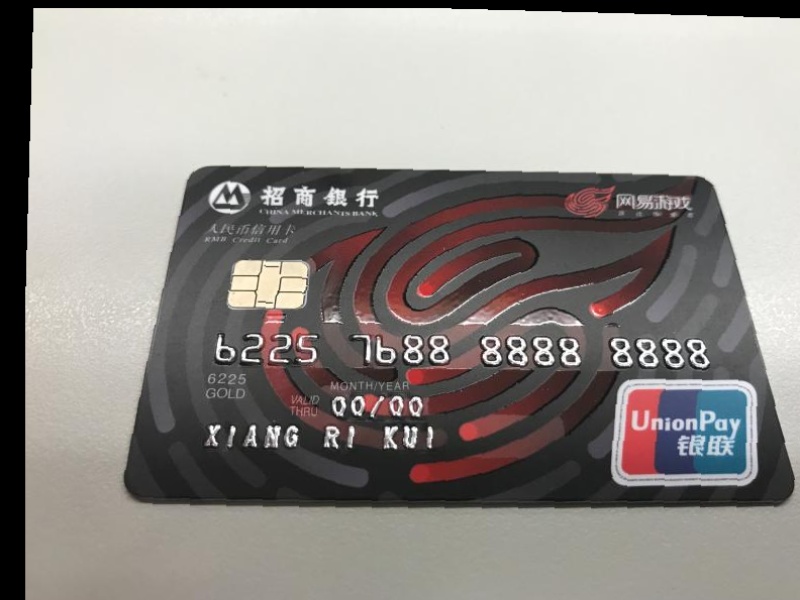 招商银行
CHINA MERCHANTS BANK
网易游戏
人民币信用卡
RMB Credit Card
6225 7688 8888 8888
6225
GOLD
MONTH/YEAR
VALID
THRU
00/00
XIANG RI KUI
UnionPay
银联